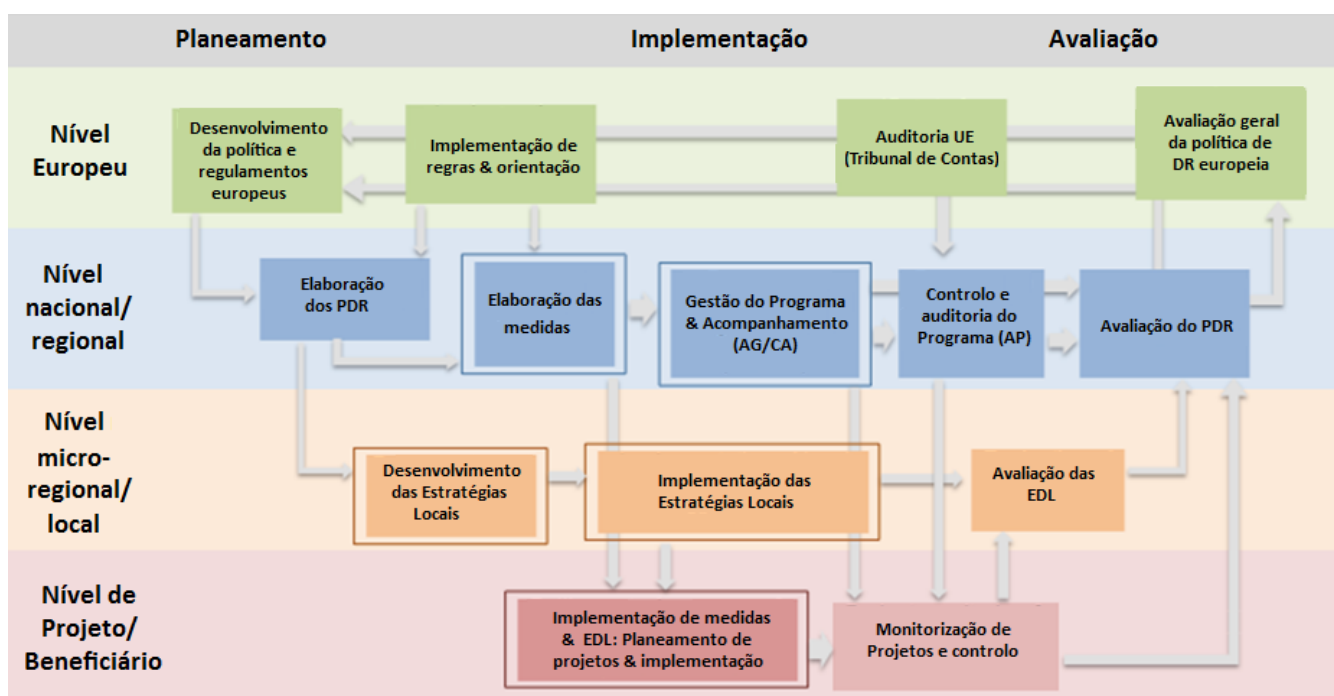 Planeamento
Implementação
Avaliação
Nível
Europeu
Desenvolvimento
da política e
regulamentos
europeus
Implementação de
regras & orientação
Auditoria UE
(Tribunal de Contas)
Avaliação geral
da política de
DR europeia
Nível
nacional/
regional
Elaboração
dos PDR
Elaboração das
medidas
Gestão do Programa
& Acompanhamento
(AG/CA)
Controlo e
auditoria do
Programa (AP)
Avaliação do PDR
Nível
micro-
regional/
local
Desenvolvimento
das Estratégias
Locais
Implementação das
Estratégias Locais
Avaliação das
EDL
Nível de
Projeto/
Beneficiário
Implementação de medidas
& EDL: Planeamento de
projetos & implementação
Monitorização de
Projetos e controlo